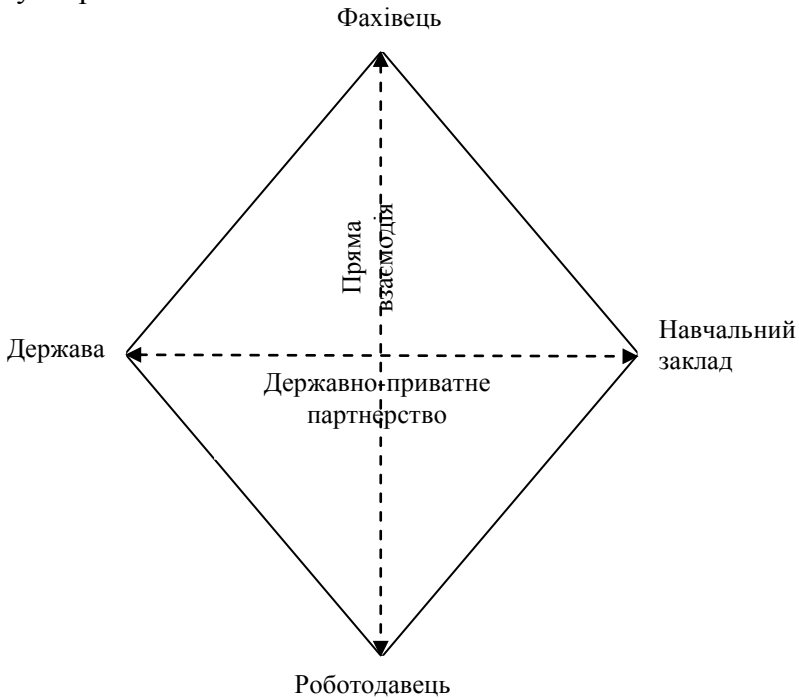 Фахівець
Пряма
взаємодія
Держава
Навчальний
заклад
Державно-приватне
партнерство
Роботодавець